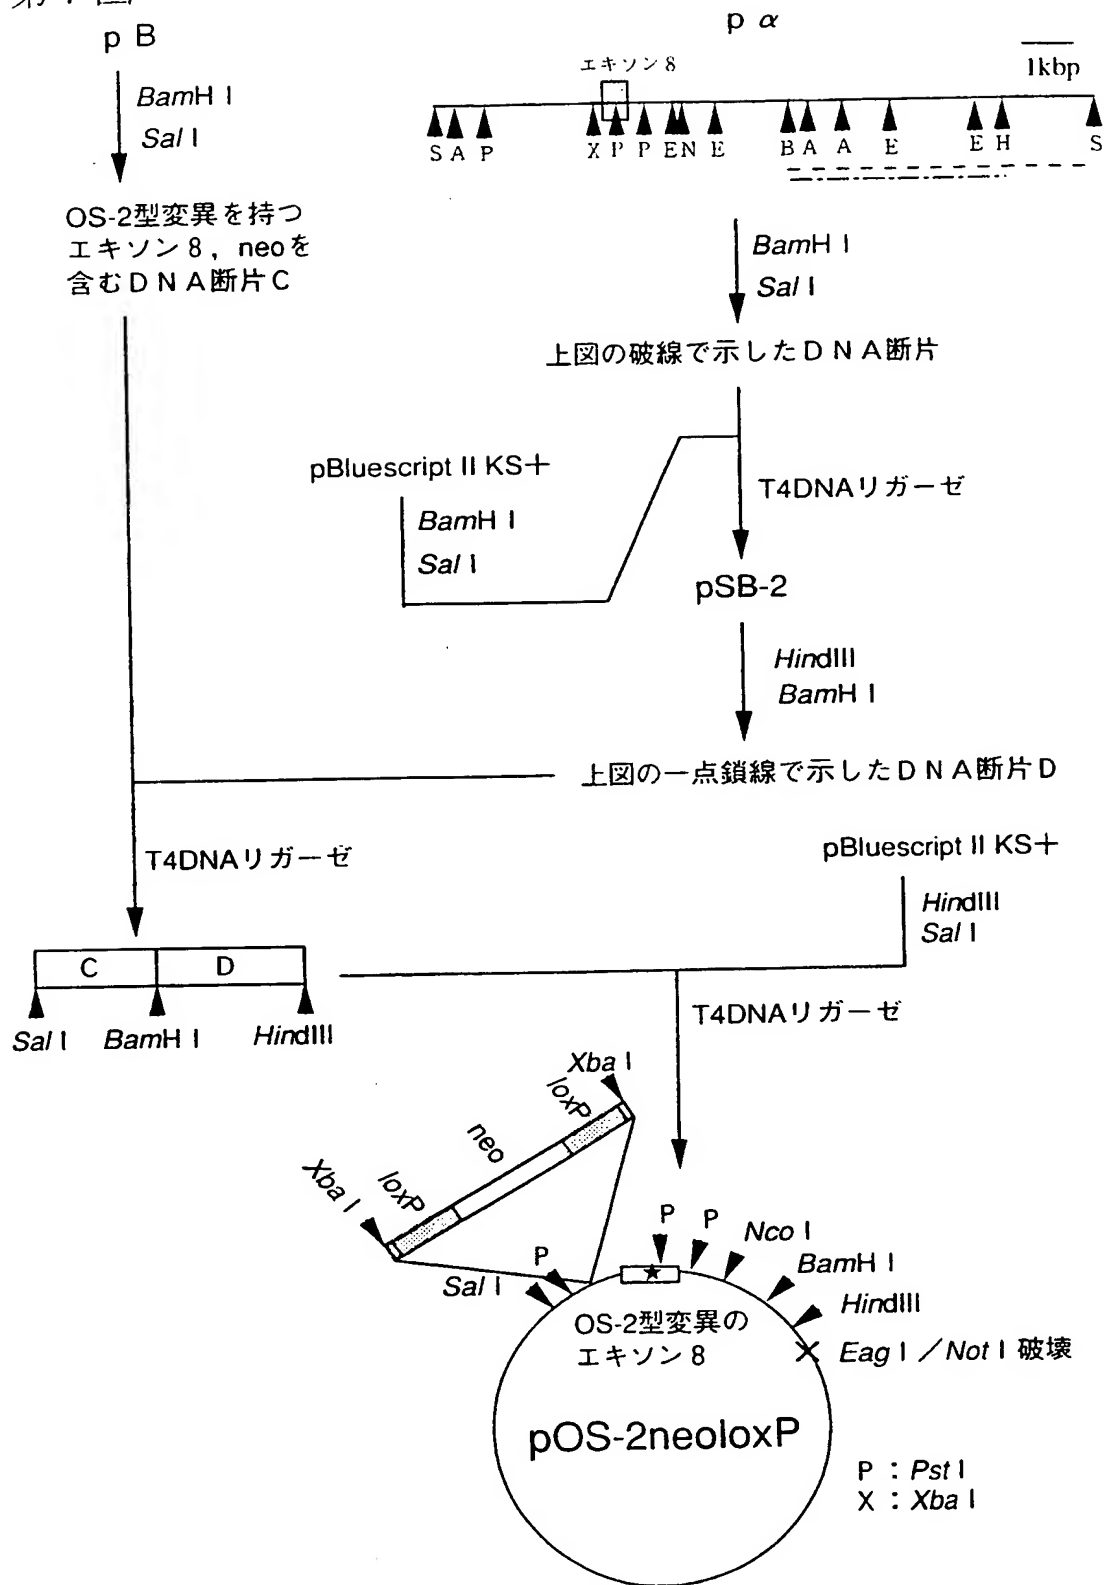 p B
p α
BamH I
Sal I
エキソン 8
1kbp
S A P X P P E N E B A A E E H S
OS-2型変異を持つ
エキソン 8, neoを
含むＤＮＡ断片Ｃ
BamH I
Sal I
上図の破線で示したＤＮＡ断片
pBluescript II KS+
BamH I
Sal I
T4DNAリガーゼ
pSB-2
HindIII
BamH I
上図の一点鎖線で示したＤＮＡ断片Ｄ
T4DNAリガーゼ
pBluescript II KS+
HindIII
Sal I
C D
Sal I BamH I HindIII
T4DNAリガーゼ
Xba I
loxP
neo
loxP
Xba I
Sal I
P
P
P
Nco I
BamH I
HindIII
OS-2型変異の
エキソン 8
Eag I／Not I 破壊
pOS-2neoloxP
P : Pst I
X : Xba I